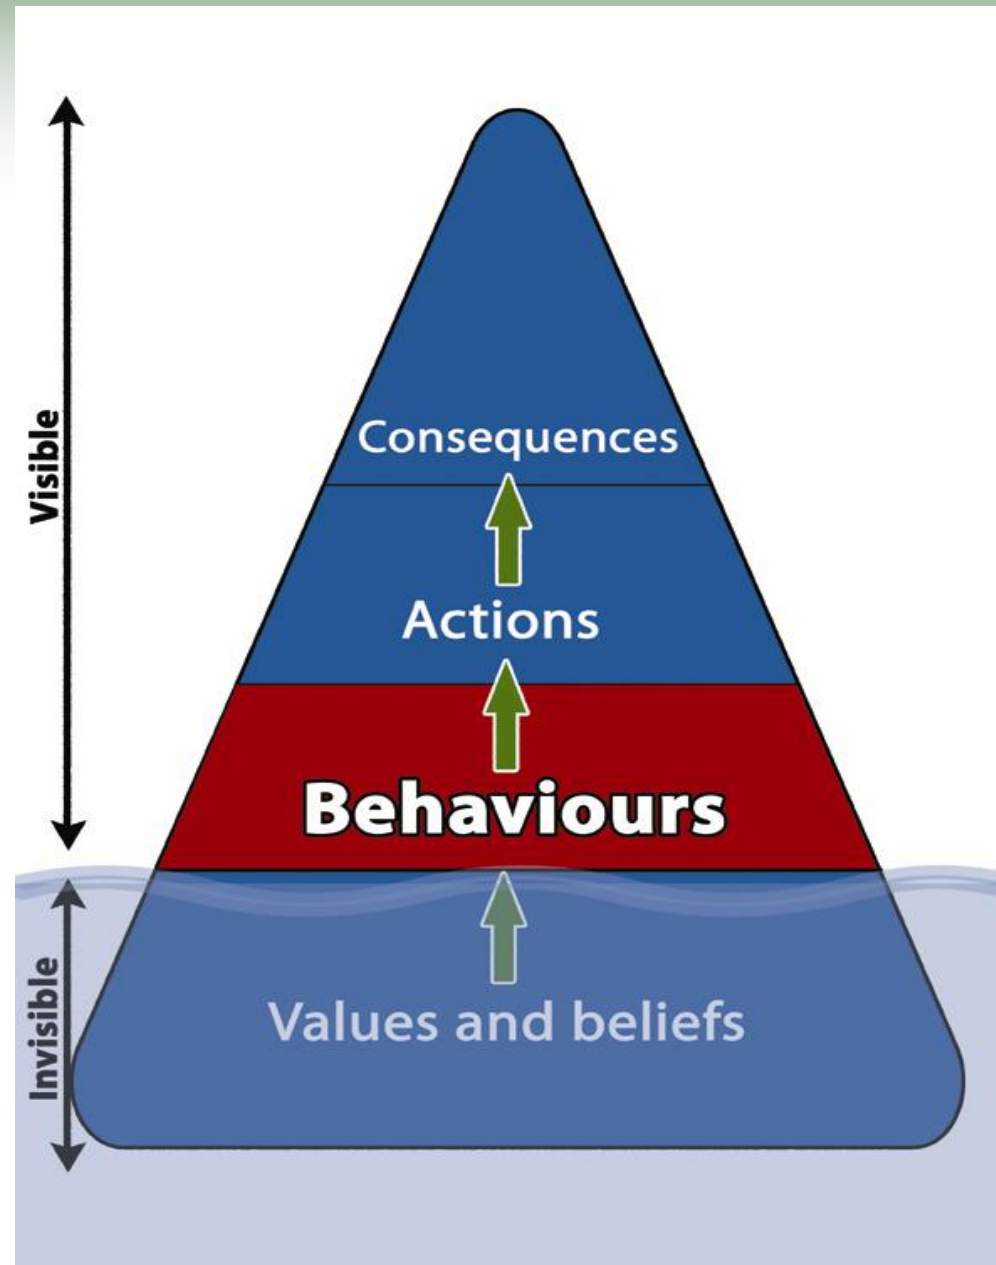 Visible
Consequences
Actions
Behaviours
Invisible
Values and beliefs